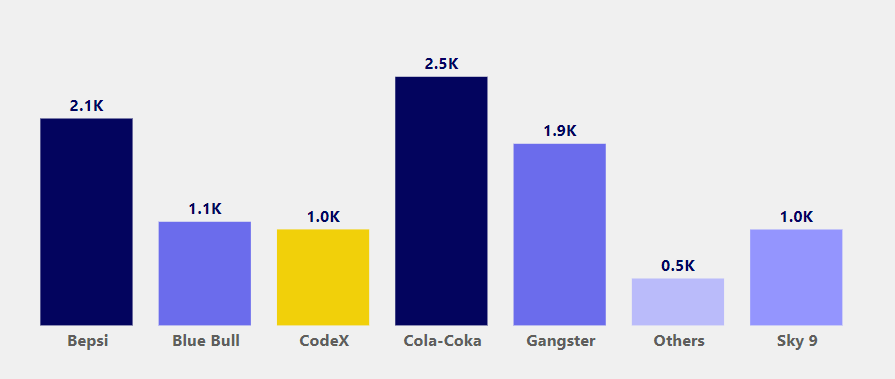 2.5K
2.1K
1.9K
1.1K
1.0K
1.0K
0.5K
Bepsi
Blue Bull
CodeX
Cola-Coka
Gangster
Others
Sky 9